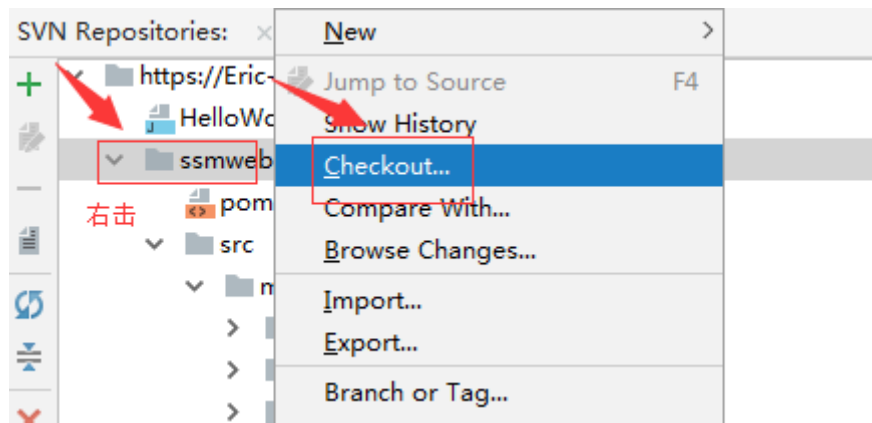 SVN Repositories:
https://Eric-
HelloWo
ssmweb
右击
pom
src
m
New
Jump to Source F4
Show History
Checkout...
Compare With...
Browse Changes...
Import...
Export...
Branch or Tag...